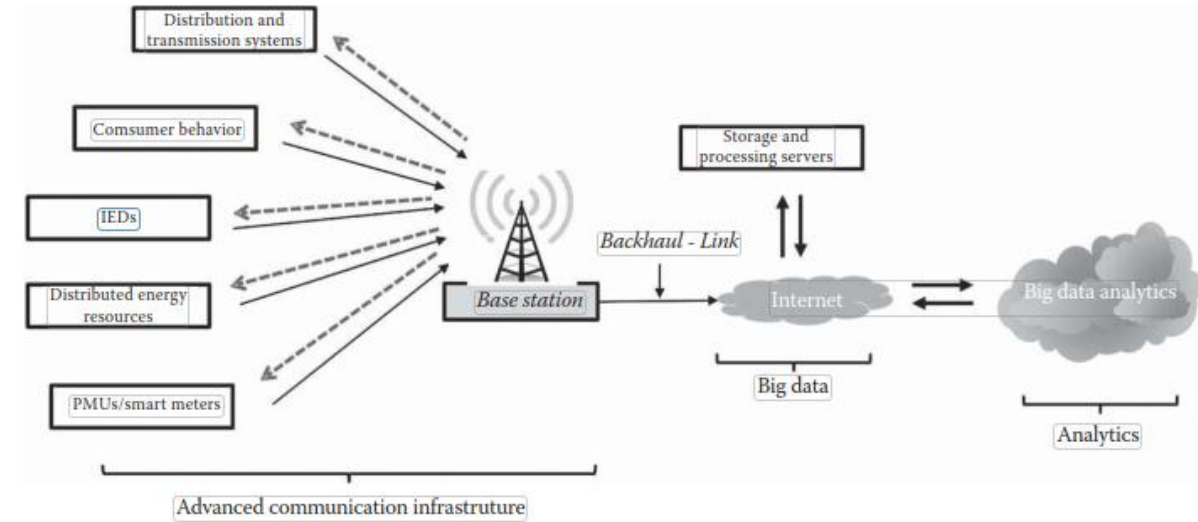 Distribution and
transmission systems
Comsumer behavior
IEDs
Distributed energy
resources
PMUs/smart meters
Base station
Backhaul - Link
Storage and
processing servers
Internet
Big data analytics
Big data
Analytics
Advanced communication infrastruture